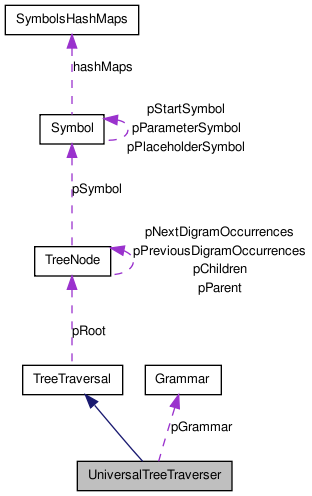 SymbolsHashMaps
hashMaps
Symbol
pStartSymbol
pParameterSymbol
pPlaceholderSymbol
pSymbol
TreeNode
pNextDigramOccurrences
pPreviousDigramOccurrences
pChildren
pParent
pRoot
TreeTraversal
Grammar
pGrammar
UniversalTreeTraverser